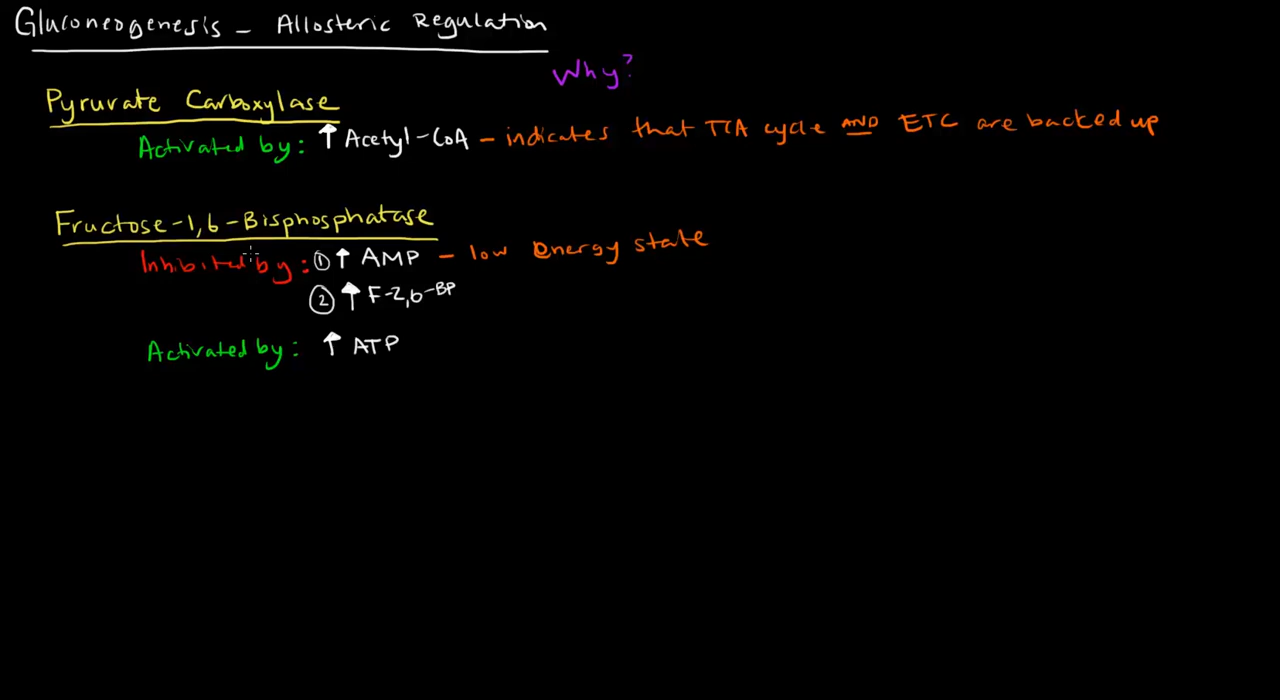 Gluconeogenesis - Allosteric Regulation
Why?
Pyruvate Carboxylase
Activated by: ↑ Acetyl-CoA - indicates that TCA cycle AND ETC are backed up
Fructose-1,6-Bisphosphatase
Inhibited by: ① ↑ AMP - low energy state
② ↑ F-2,6-BP
Activated by: ↑ ATP